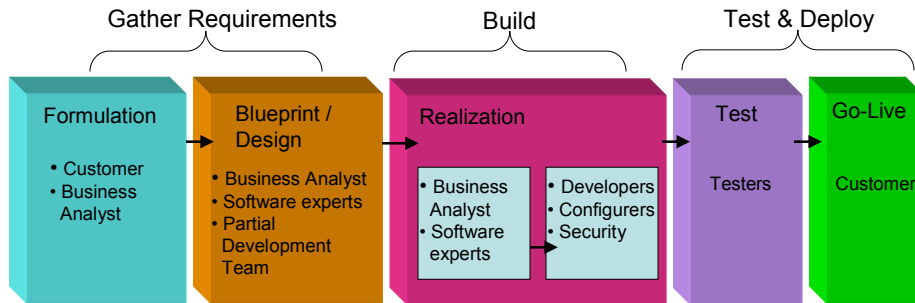 Gather Requirements
Build
Test & Deploy
Formulation
• Customer
• Business
Analyst
Blueprint /
Design
• Business Analyst
• Software experts
• Partial
Development
Team
Realization
• Business
Analyst
• Software
experts
• Developers
• Configurers
• Security
Test
Testers
Go-Live
Customer